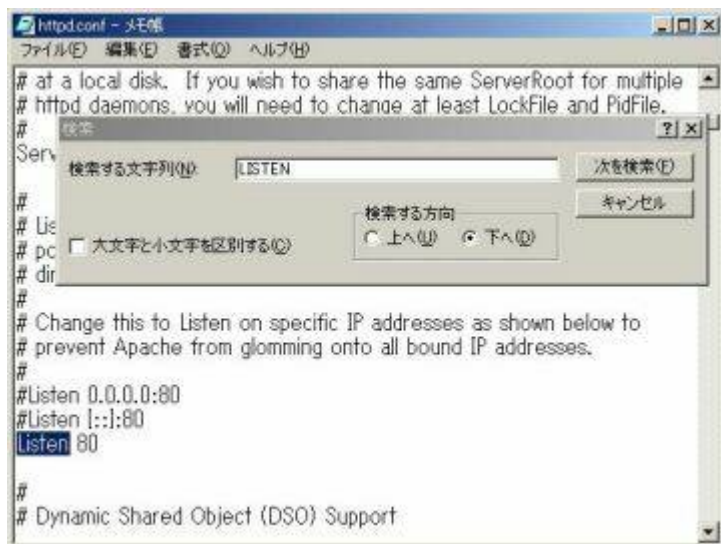 httpd.conf - メモ帳
ファイル(F) 編集(E) 書式(O) ヘルプ(H)
# at a local disk. If you wish to share the same ServerRoot for multiple
# httpd daemons, you will need to change at least LockFile and PidFile.
#
Serv
検索
検索する文字列(N): LISTEN 次を検索(F)
キャンセル
検索する方向
大文字と小文字を区別する(C) 上へ(U) 下へ(D)
#
# Lis
# po
# dir
#
# Change this to Listen on specific IP addresses as shown below to
# prevent Apache from glomming onto all bound IP addresses.
#
#Listen 0.0.0.0:80
#Listen [::]:80
Listen 80
#
# Dynamic Shared Object (DSO) Support